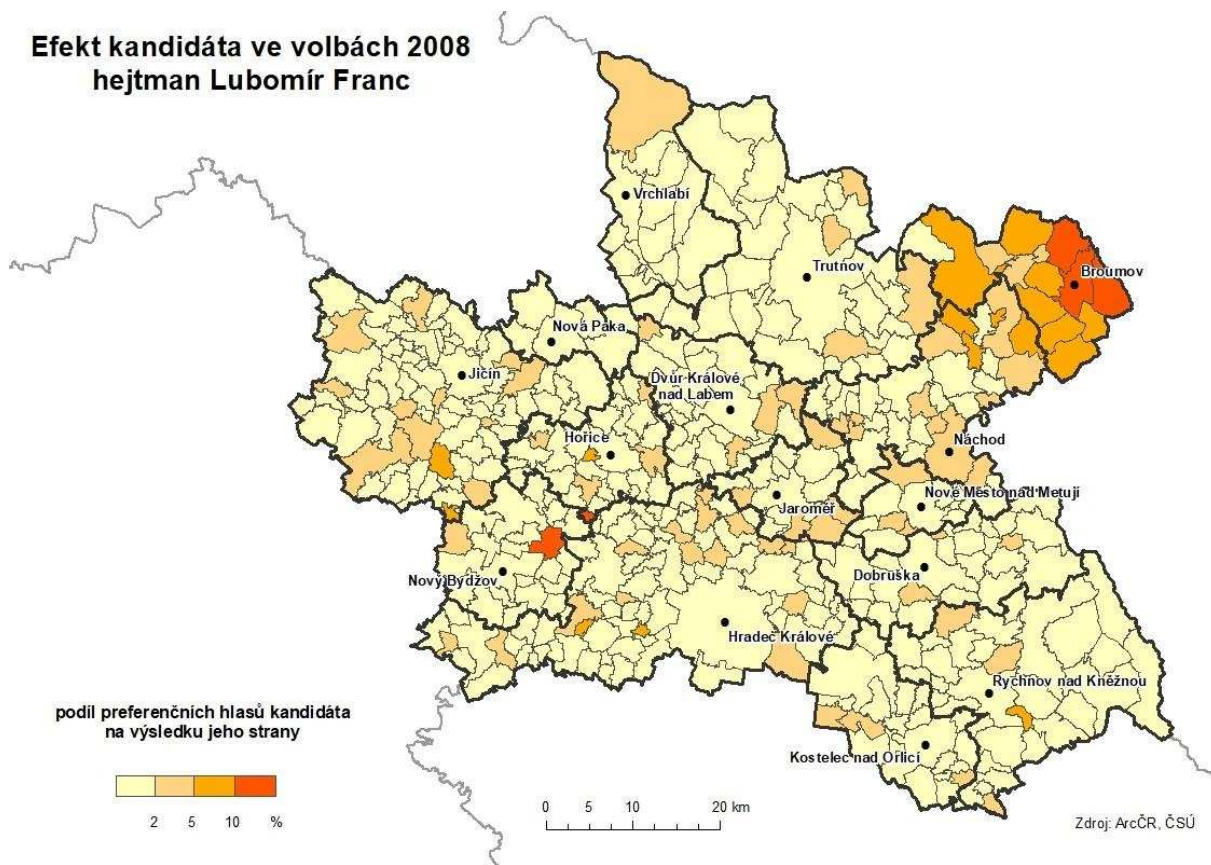 Efekt kandidáta ve volbách 2008
hejtman Lubomír Franc
Vrchlabí
Trutnov
Broumov
Nová Paka
Jičín
Dvůr Králové
nad Labem
Hořice
Náchod
Nové Město nad Metují
Jaroměř
Nový Bydžov
Dobruška
Hradec Králové
Rychnov nad Kněžnou
Kostelec nad Orlicí
podíl preferenčních hlasů kandidáta
na výsledku jeho strany
2 5 10 %
0 5 10 20 km
Zdroj: ArcČR, ČSÚ